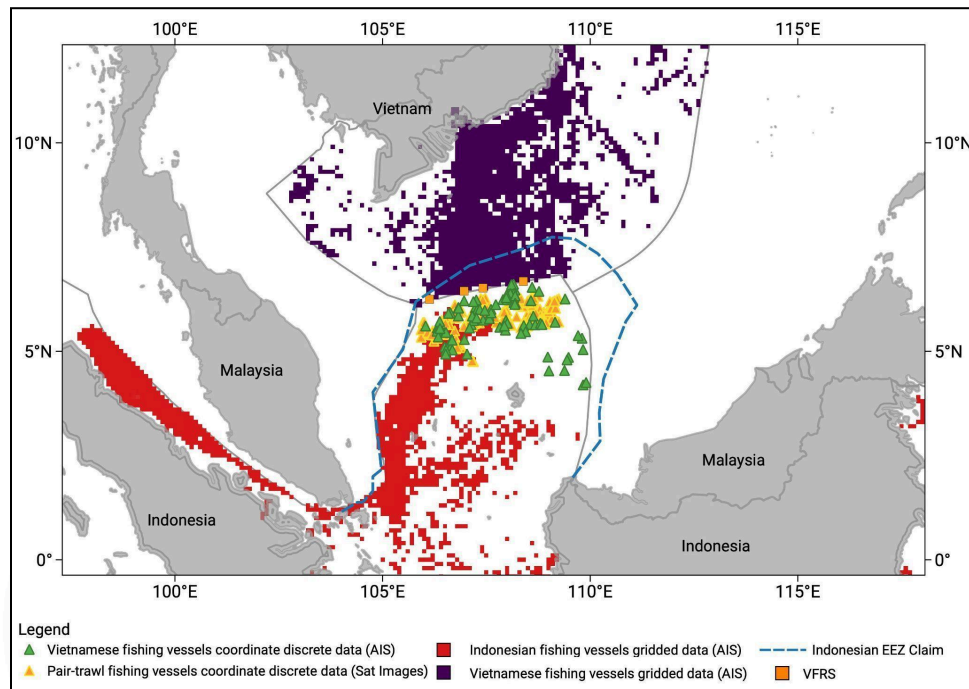 100°E 105°E 110°E 115°E
Vietnam
10°N 10°N
5°N 5°N
Malaysia
Malaysia
Indonesia
Indonesia
0° 0°
100°E 105°E 110°E 115°E
Legend
Vietnamese fishing vessels coordinate discrete data (AIS) Indonesian fishing vessels gridded data (AIS) Indonesian EEZ Claim
Pair-trawl fishing vessels coordinate discrete data (Sat Images) Vietnamese fishing vessels gridded data (AIS) VFRS